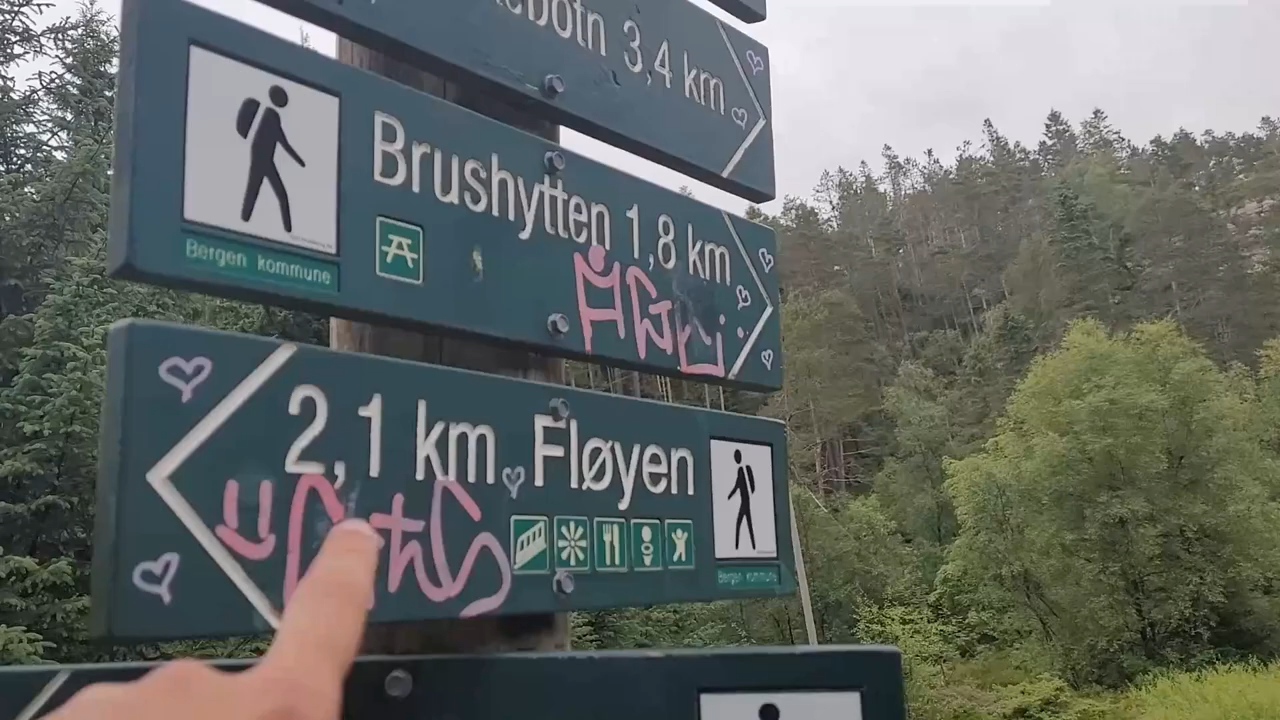 3,4 km
Brushytten 1,8 km
Bergen kommune
2,1 km Fløyen
Bergen kommune